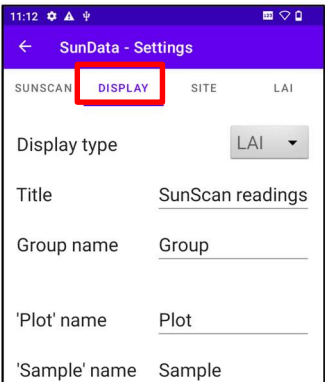 11:12
← SunData - Settings
SUNSCAN DISPLAY SITE LAI
Display type LAI
Title SunScan readings
Group name Group
'Plot' name Plot
'Sample' name Sample